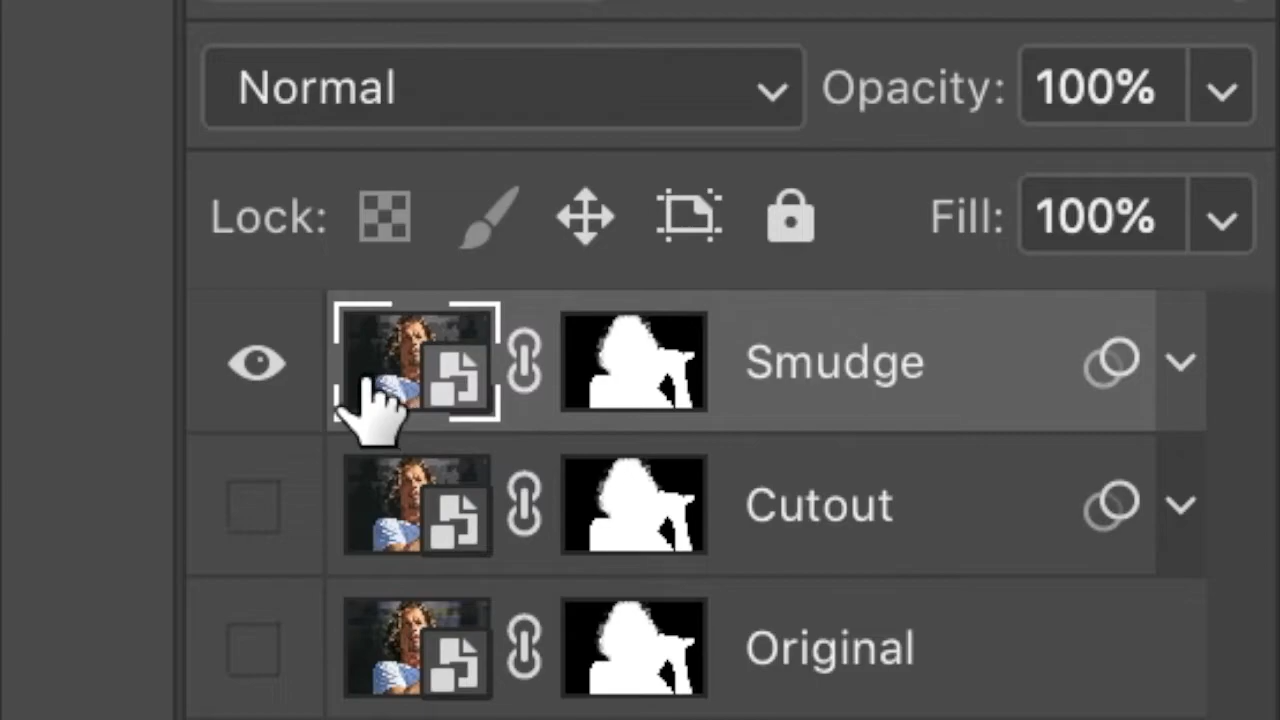 Normal Opacity: 100%
Lock: Fill: 100%
Smudge
Cutout
Original